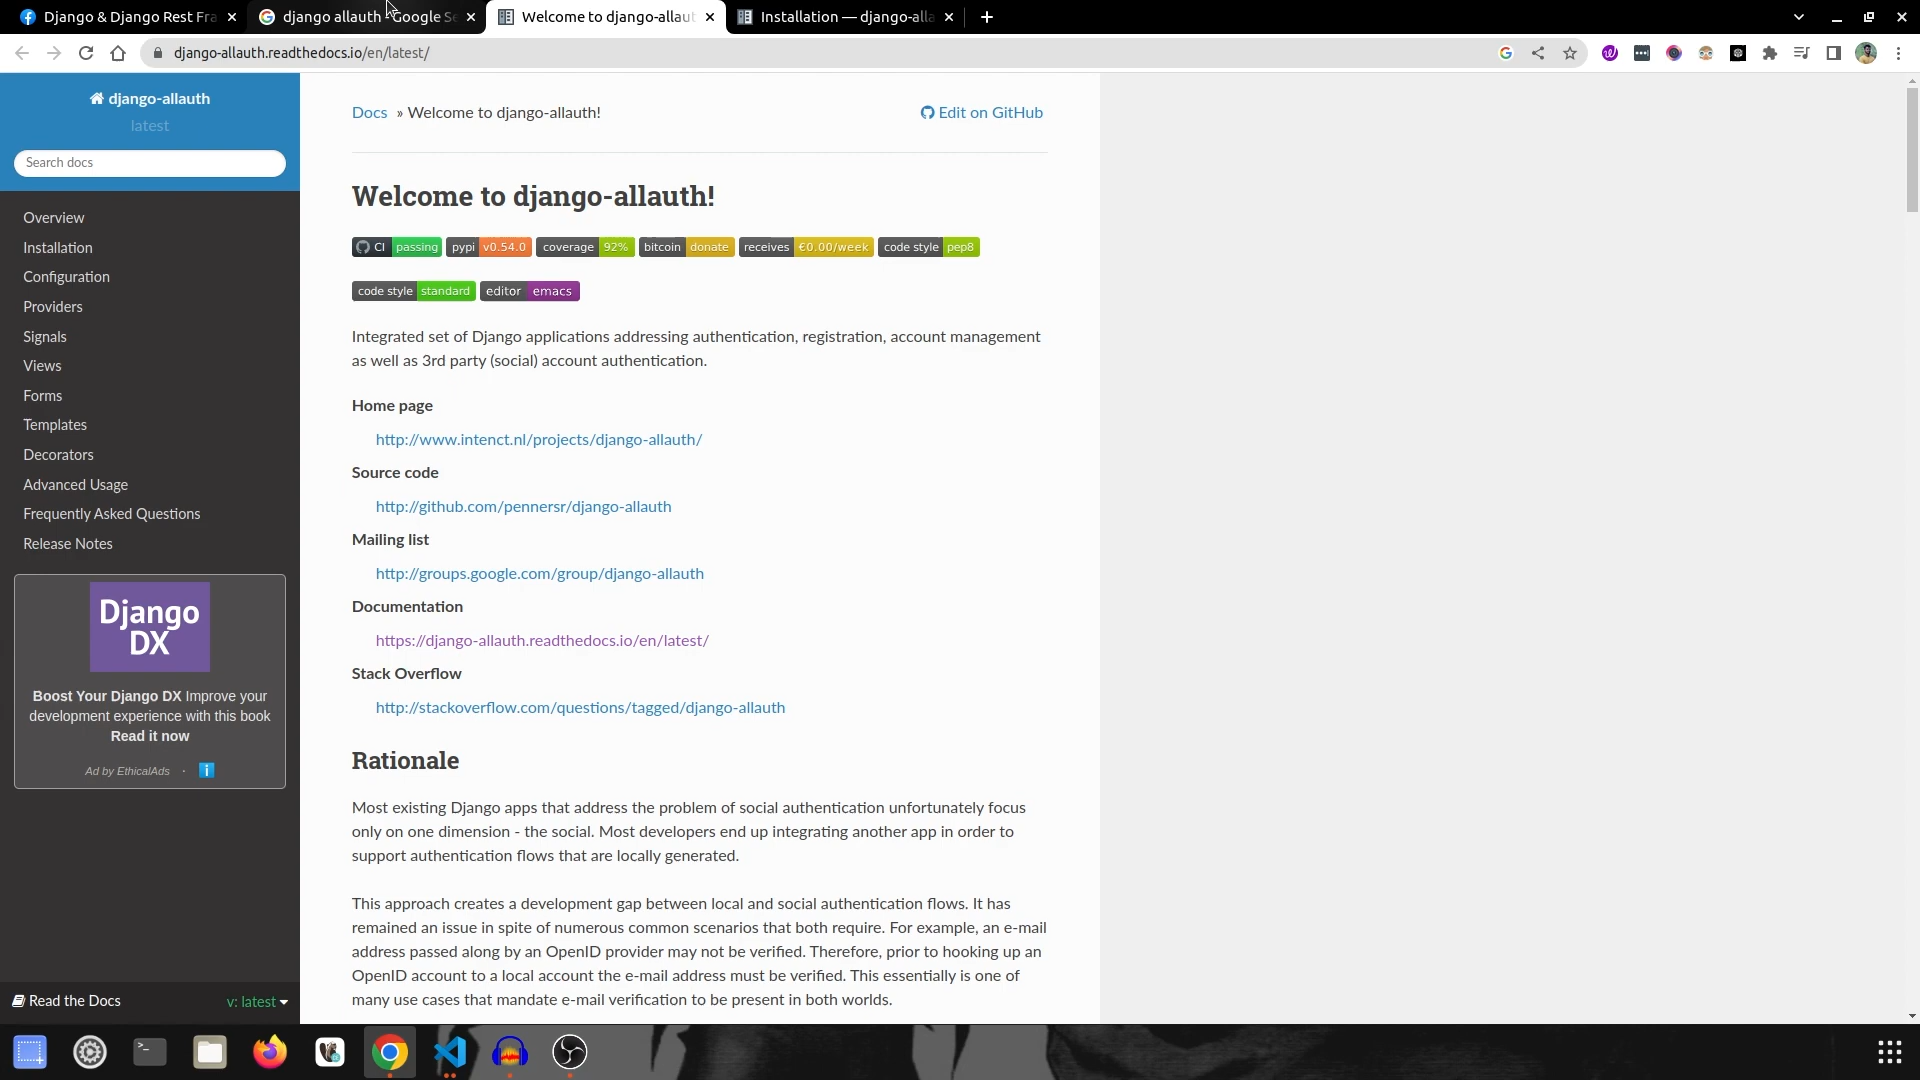 Django & Django Rest Fra
django allauth - Google Se
Welcome to django-allaut
Installation — django-alla
django-allauth.readthedocs.io/en/latest/
django-allauth
latest
Search docs
Overview
Installation
Configuration
Providers
Signals
Views
Forms
Templates
Decorators
Advanced Usage
Frequently Asked Questions
Release Notes
Django
DX
Boost Your Django DX Improve your
development experience with this book
Read it now
Ad by EthicalAds ·
Read the Docs
v: latest
Docs » Welcome to django-allauth!
Edit on GitHub
Welcome to django-allauth!
CI passing pypi v0.54.0 coverage 92% bitcoin donate receives €0.00/week code style pep8
code style standard editor emacs
Integrated set of Django applications addressing authentication, registration, account management
as well as 3rd party (social) account authentication.
Home page
http://www.intenct.nl/projects/django-allauth/
Source code
http://github.com/pennersr/django-allauth
Mailing list
http://groups.google.com/group/django-allauth
Documentation
https://django-allauth.readthedocs.io/en/latest/
Stack Overflow
http://stackoverflow.com/questions/tagged/django-allauth
Rationale
Most existing Django apps that address the problem of social authentication unfortunately focus
only on one dimension - the social. Most developers end up integrating another app in order to
support authentication flows that are locally generated.
This approach creates a development gap between local and social authentication flows. It has
remained an issue in spite of numerous common scenarios that both require. For example, an e-mail
address passed along by an OpenID provider may not be verified. Therefore, prior to hooking up an
OpenID account to a local account the e-mail address must be verified. This essentially is one of
many use cases that mandate e-mail verification to be present in both worlds.